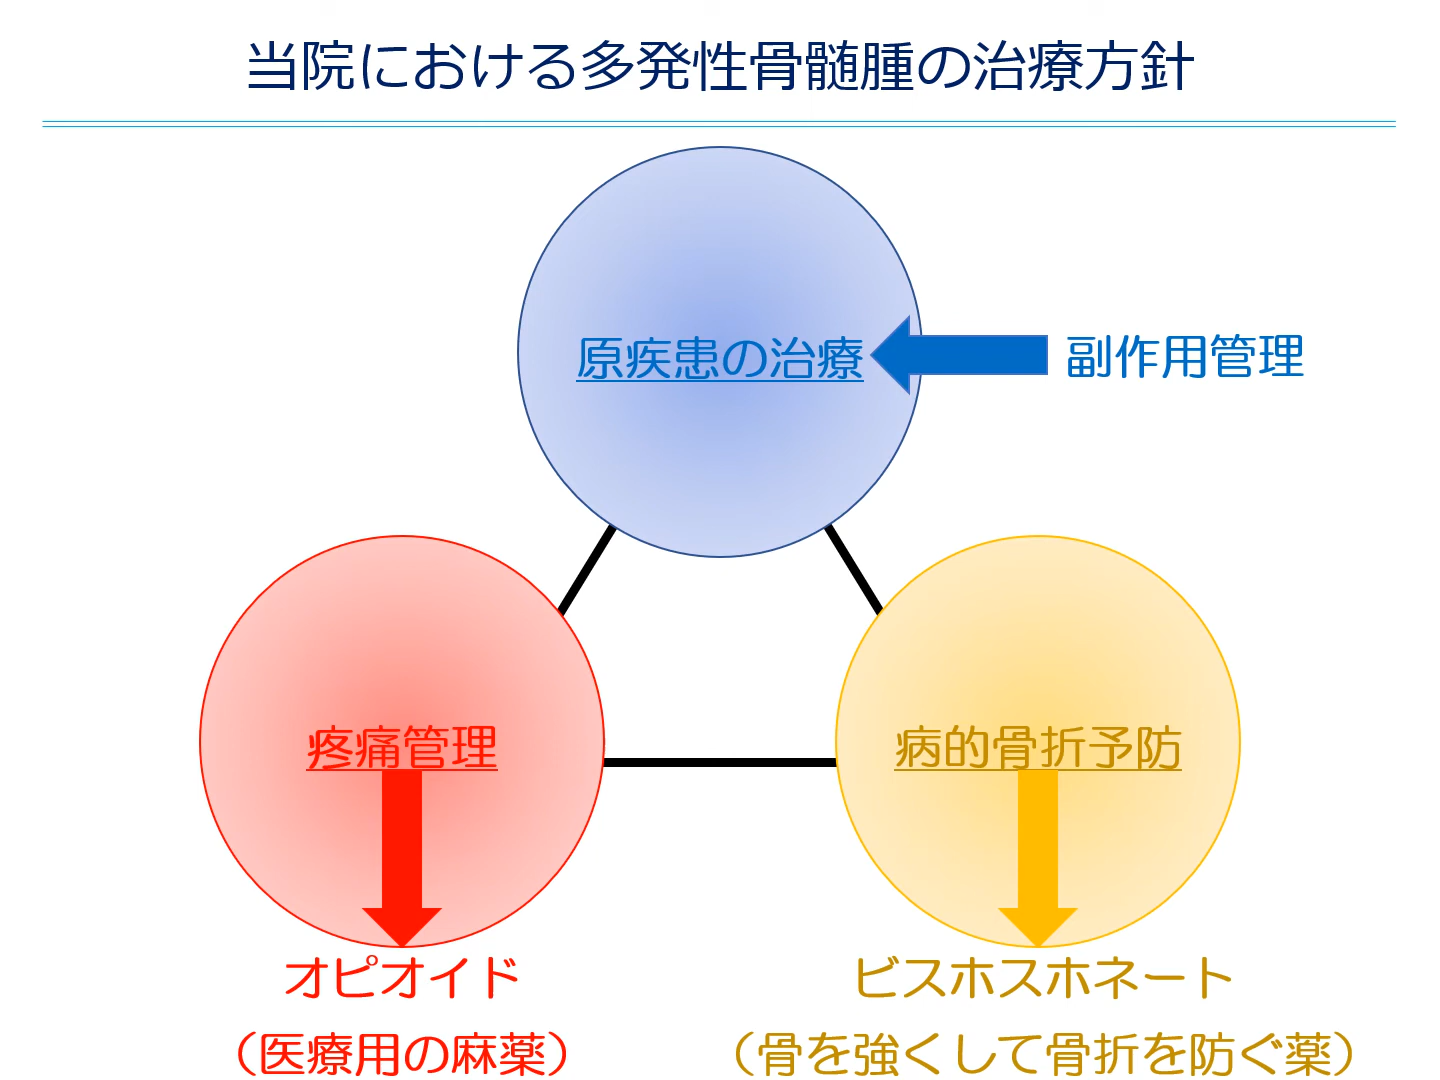 当院における多発性骨髄腫の治療方針
原疾患の治療
副作用管理
疼痛管理
病的骨折予防
オピオイド
（医療用の麻薬）
ビスホスホネート
（骨を強くして骨折を防ぐ薬）